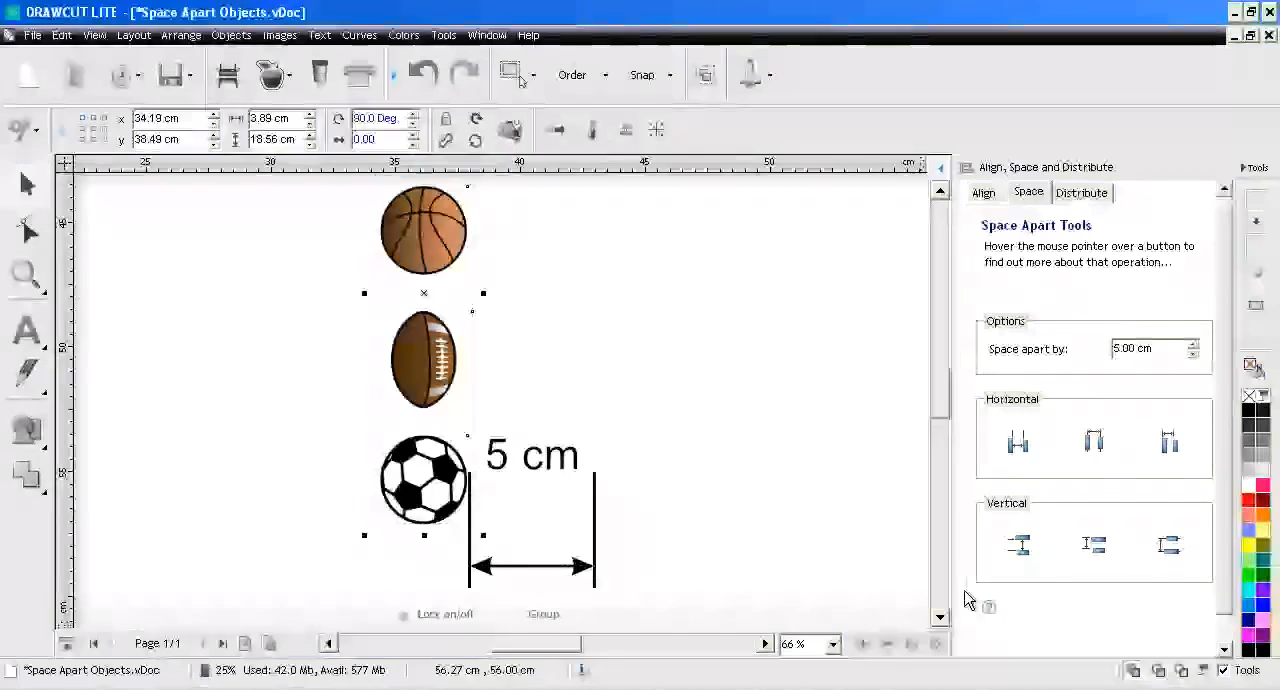 DRAWCUT LITE - [*Space Apart Objects.vDoc]
File Edit View Layout Arrange Objects Images Text Curves Colors Tools Window Help
Order Snap
x 34.19 cm 3.89 cm 90.0 Deg
y 38.49 cm 18.56 cm 0.00
25 30 35 40 45 50 cm
Align, Space and Distribute
Tools
Align Space Distribute
Space Apart Tools
Hover the mouse pointer over a button to
find out more about that operation...
Options
Space apart by: 5.00 cm
Horizontal
Vertical
45
50
55
cm
5 cm
Lock on/off Group
Page 1/1
66 %
*Space Apart Objects.vDoc 25% Used: 42.0 Mb, Avail: 577 Mb 56.27 cm , 56.00 cm Tools